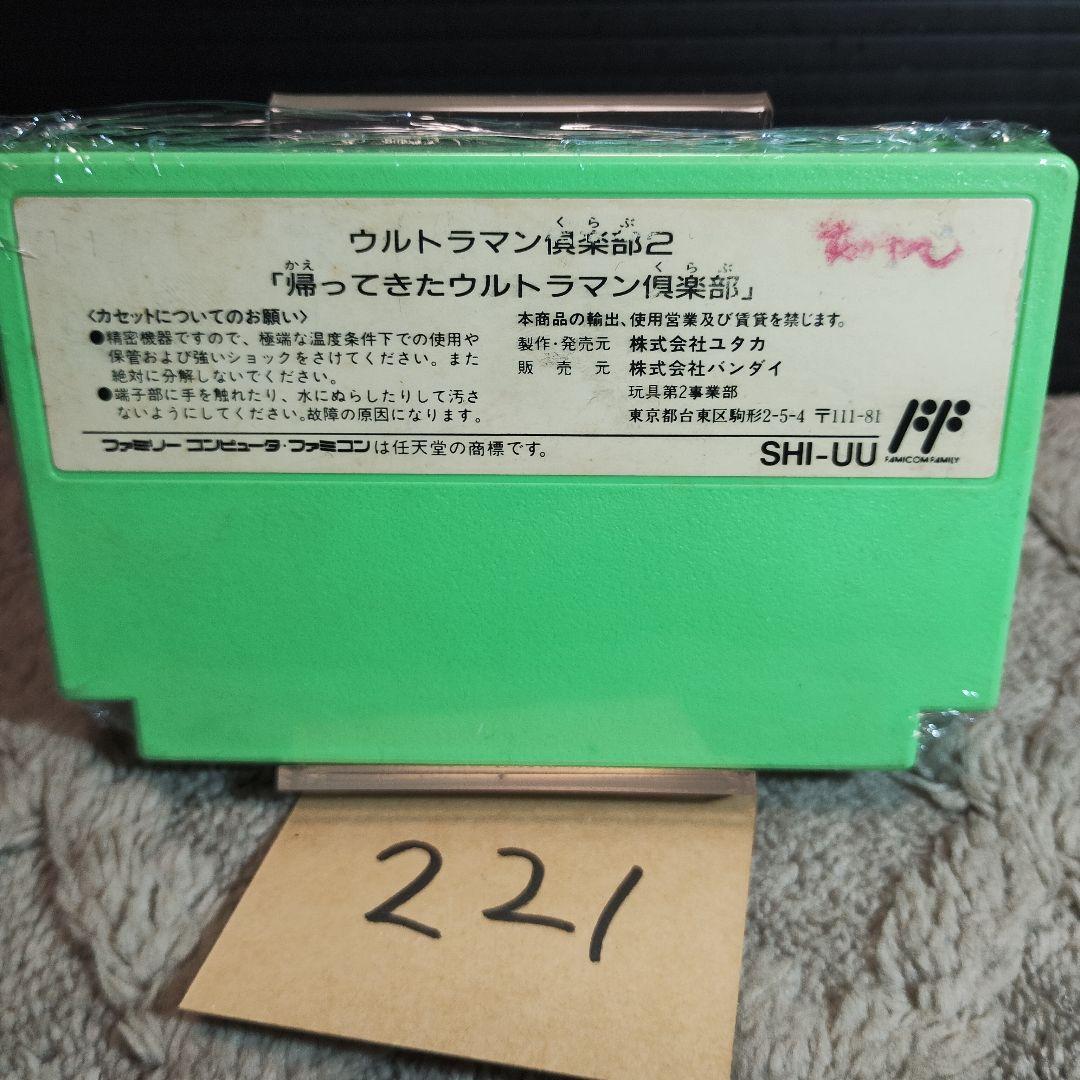 くらぶ
ウルトラマン倶楽部2
かえ くらぶ
「帰ってきたウルトラマン倶楽部」
〈カセットについてのお願い〉
●精密機器ですので、極端な温度条件下での使用や
保管および強いショックをさけてください。また
絶対に分解しないでください。
●端子部に手を触れたり、水にぬらしたりして汚さ
ないようにしてください。故障の原因になります。
本商品の輸出、使用営業及び賃貸を禁じます。
製作・発売元 株式会社ユタカ
販売元 株式会社バンダイ
玩具第2事業部
東京都台東区駒形2-5-4 〒111-81
ファミリーコンピュータ・ファミコンは任天堂の商標です。
SHI-UU
FAMICOM FAMILY
221